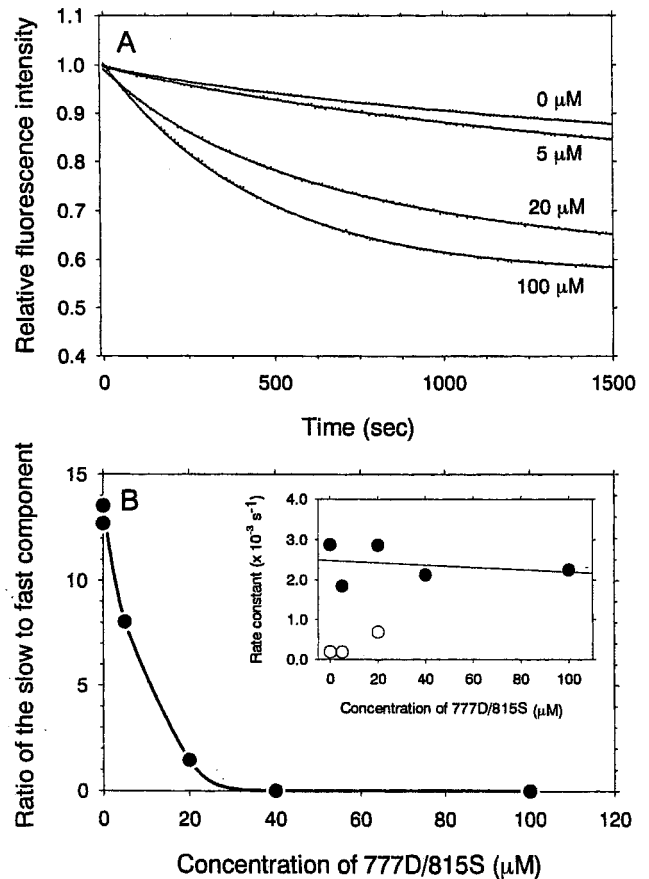 A
Relative fluorescence intensity
1.1
1.0
0.9
0.8
0.7
0.6
0.5
0.4
0 μM
5 μM
20 μM
100 μM
0
500
1000
1500
Time (sec)
B
Ratio of the slow to fast component
15
10
5
0
0
20
40
60
80
100
120
Concentration of 777D/815S (μM)
Rate constant (x 10⁻³ s⁻¹)
4.0
3.0
2.0
1.0
0.0
0
20
40
60
80
100
Concentration of 777D/815S (μM)